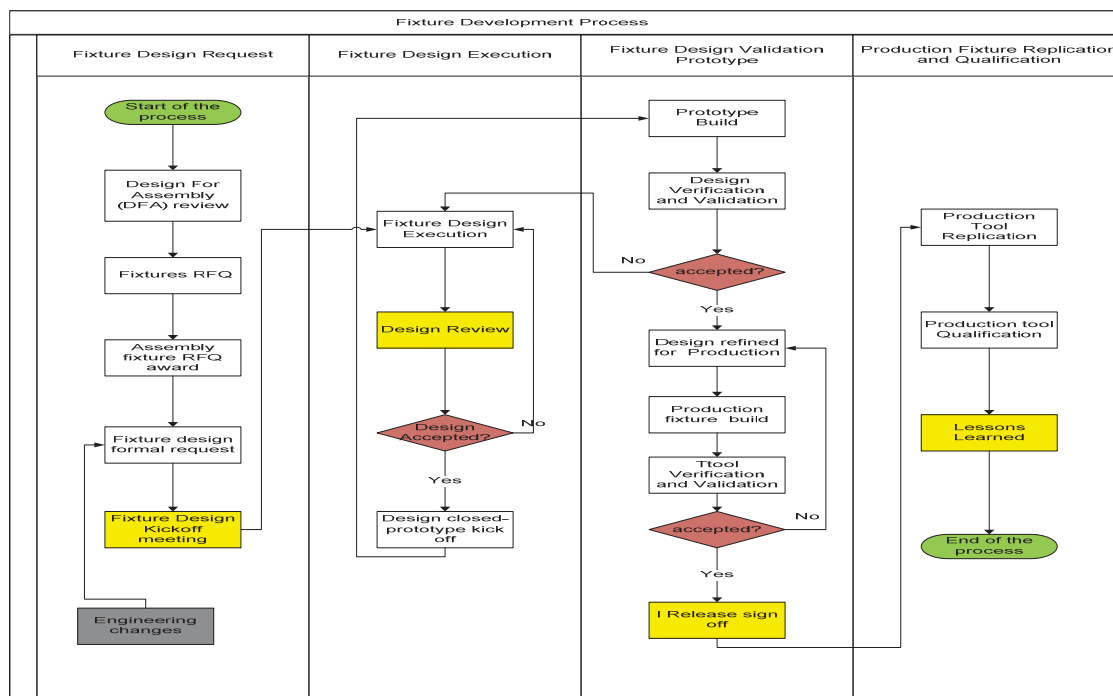 Fixture Development Process
Fixture Design Request
Fixture Design Execution
Fixture Design Validation
Prototype
Production Fixture Replication
and Qualification
Start of the
process
Design For
Assembly
(DFA) review
Fixtures RFQ
Assembly
fixture RFQ
award
Fixture design
formal request
Fixture Design
Kickoff
meeting
Engineering
changes
Fixture Design
Execution
Design Review
Design
Accepted?
No
Yes
Design closed-
prototype kick
off
Prototype
Build
Design
Verification
and Validation
accepted?
No
Yes
Design refined
for Production
Production
fixture build
Ttool
Verification
and Validation
accepted?
No
Yes
I Release sign
off
Production
Tool
Replication
Production tool
Qualification
Lessons
Learned
End of the
process